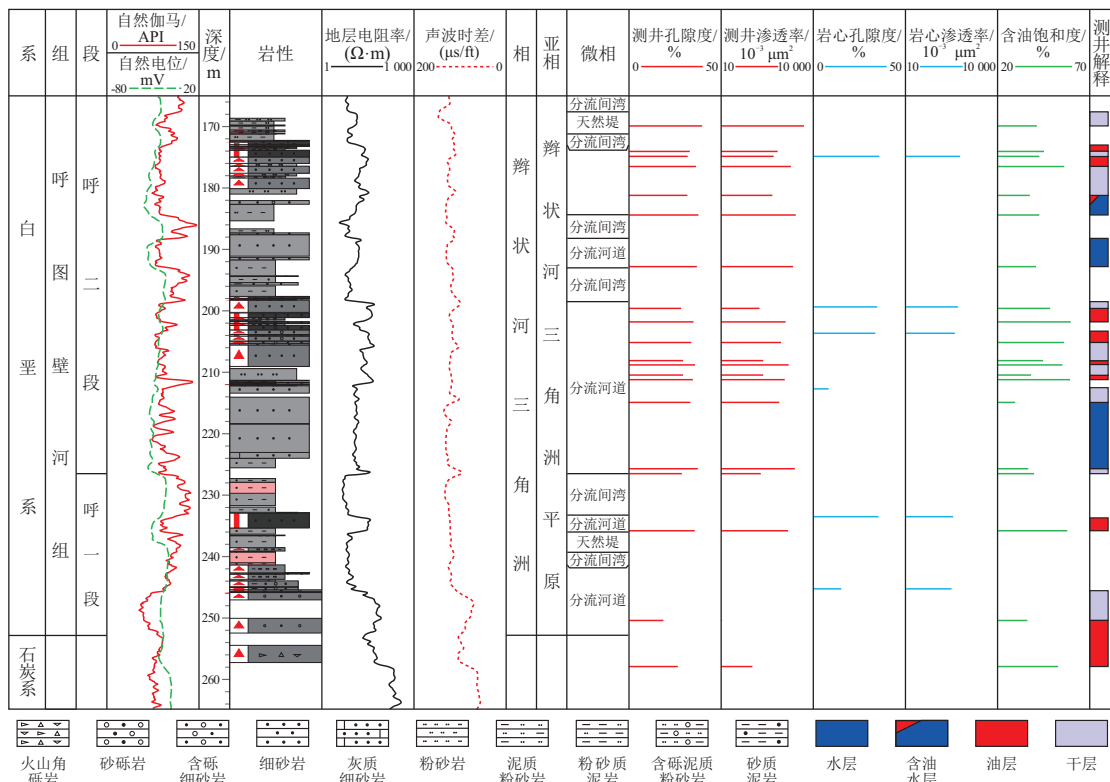 系
组
段
自然伽马/
API
0 150
自然电位/
mV
-80 20
深度/
m
岩性
地层电阻率/
(Ω·m)
1 1 000
声波时差/
(μs/ft)
200 0
相
亚相
微相
测井孔隙度/
%
0 50
测井渗透率/
10⁻³ μm²
10 10 000
岩心孔隙度/
%
0 50
岩心渗透率/
10⁻³ μm²
10 10 000
含油饱和度/
%
20 70
测井解释
白垩系
石炭系
呼图壁河组
呼二段
呼一段
170
180
190
200
210
220
230
240
250
260
辫状河三角洲
辫状河三角洲平原
分流间湾
天然堤
分流间湾
分流间湾
分流河道
分流间湾
分流河道
分流间湾
分流河道
天然堤
分流间湾
分流河道
火山角
砾岩
砂砾岩
含砾
细砂岩
细砂岩
灰质
细砂岩
粉砂岩
泥质
粉砂岩
粉砂质
泥岩
含砾泥质
粉砂岩
砂质
泥岩
水层
含油
水层
油层
干层